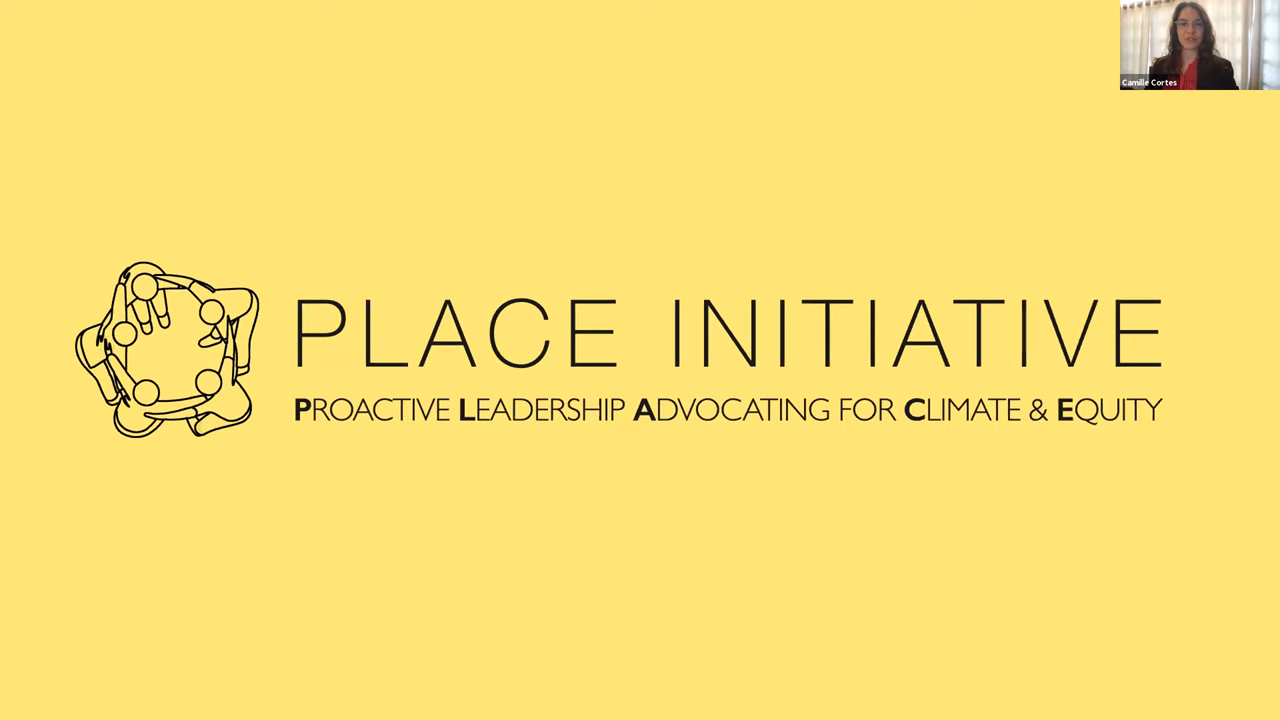 Camille Cortes
PLACE INITIATIVE
PROACTIVE LEADERSHIP ADVOCATING FOR CLIMATE & EQUITY